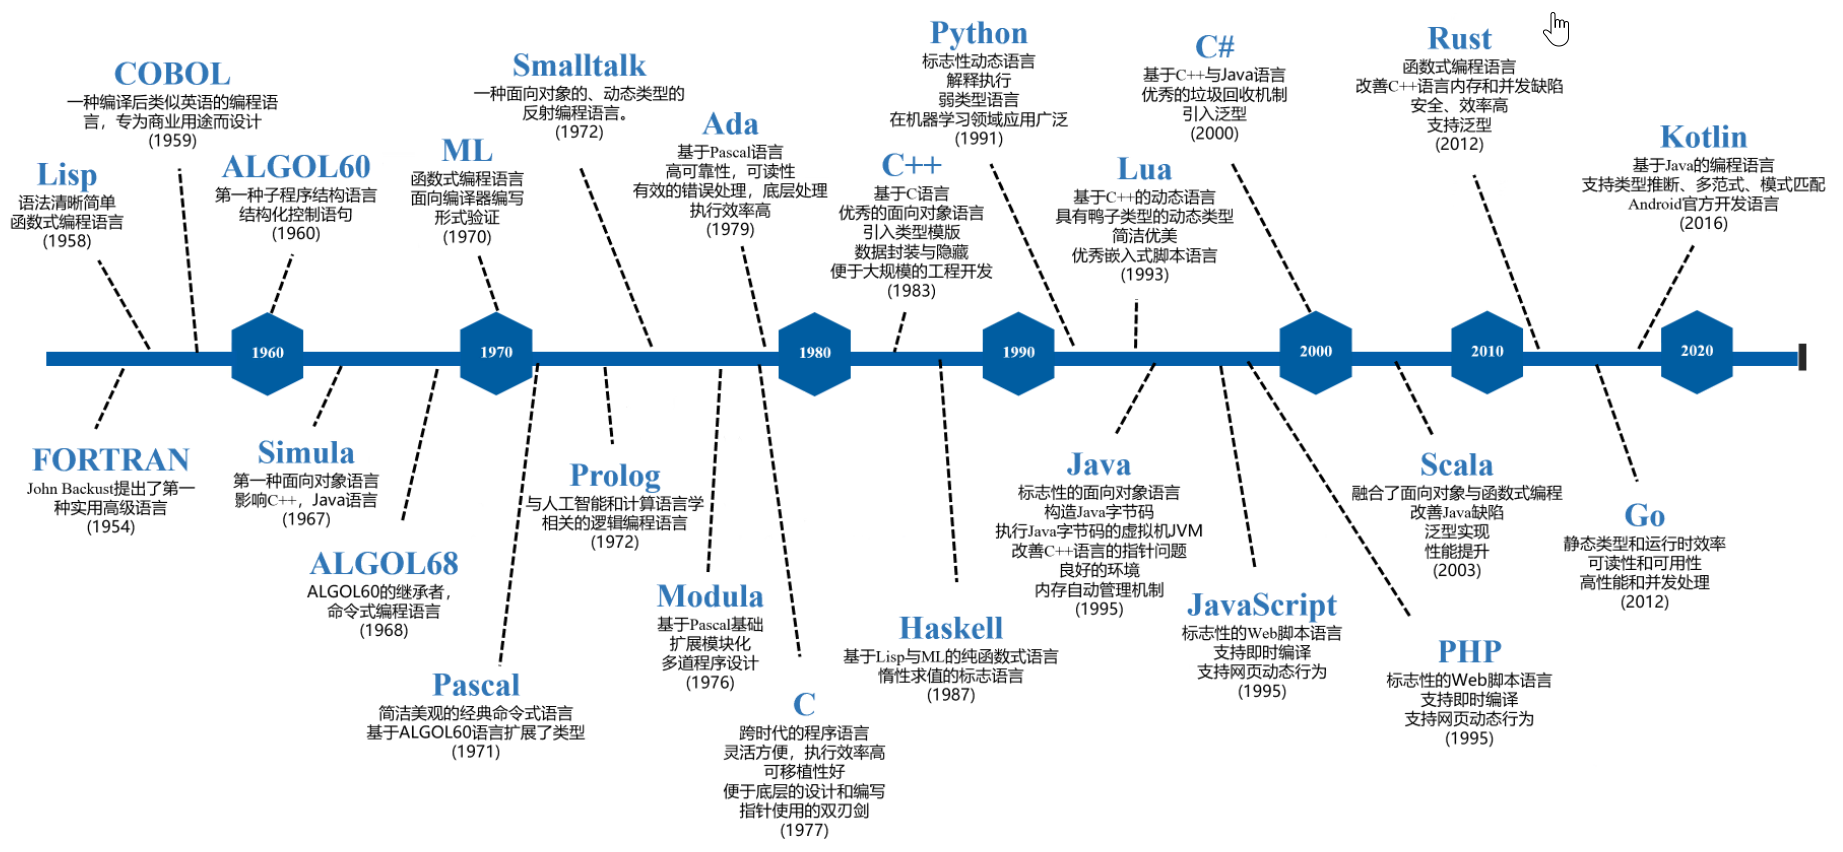 COBOL
一种编译后类似英语的编程语
言，专为商业用途而设计
(1959)
Lisp
语法清晰简单
函数式编程语言
(1958)
ALGOL60
第一种子程序结构语言
结构化控制语句
(1960)
ML
函数式编程语言
面向编译器编写
形式验证
(1970)
Smalltalk
一种面向对象的、动态类型的
反射编程语言。
(1972)
Ada
基于Pascal语言
高可靠性，可读性
有效的错误处理，底层处理
执行效率高
(1979)
C++
基于C语言
优秀的面向对象语言
引入类型模版
数据封装与隐藏
便于大规模的工程开发
(1983)
Python
标志性动态语言
解释执行
弱类型语言
在机器学习领域应用广泛
(1991)
Lua
基于C++的动态语言
具有鸭子类型的动态类型
简洁优美
优秀嵌入式脚本语言
(1993)
C#
基于C++与Java语言
优秀的垃圾回收机制
引入泛型
(2000)
Rust
函数式编程语言
改善C++语言内存和并发缺陷
安全、效率高
支持泛型
(2012)
Kotlin
基于Java的编程语言
支持类型推断、多范式、模式匹配
Android官方开发语言
(2016)
1960
1970
1980
1990
2000
2010
2020
FORTRAN
John Backust提出了第一
种实用高级语言
(1954)
Simula
第一种面向对象语言
影响C++，Java语言
(1967)
ALGOL68
ALGOL60的继承者，
命令式编程语言
(1968)
Pascal
简洁美观的经典命令式语言
基于ALGOL60语言扩展了类型
(1971)
Prolog
与人工智能和计算语言学
相关的逻辑编程语言
(1972)
Modula
基于Pascal基础
扩展模块化
多道程序设计
(1976)
C
跨时代的程序语言
灵活方便，执行效率高
可移植性好
便于底层的设计和编写
指针使用的双刃剑
(1977)
Haskell
基于Lisp与ML的纯函数式语言
惰性求值的标志语言
(1987)
Java
标志性的面向对象语言
构造Java字节码
执行Java字节码的虚拟机JVM
改善C++语言的指针问题
良好的环境
内存自动管理机制
(1995)
JavaScript
标志性的Web脚本语言
支持即时编译
支持网页动态行为
(1995)
PHP
标志性的Web脚本语言
支持即时编译
支持网页动态行为
(1995)
Scala
融合了面向对象与函数式编程
改善Java缺陷
泛型实现
性能提升
(2003)
Go
静态类型和运行时效率
可读性和可用性
高性能和并发处理
(2012)